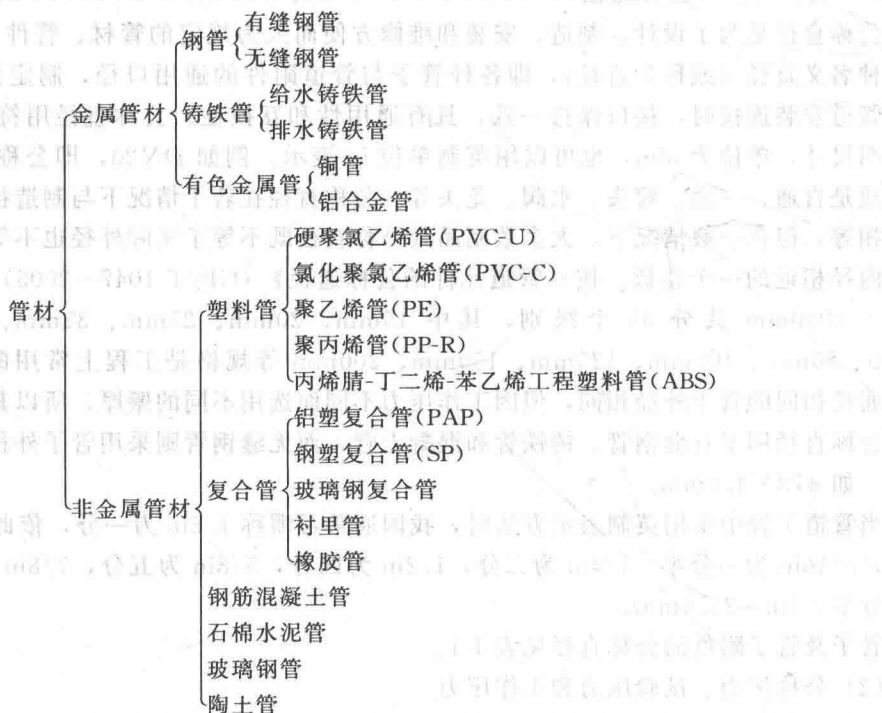 管材
金属管材
钢管
有缝钢管
无缝钢管
铸铁管
给水铸铁管
排水铸铁管
有色金属管
铜管
铝合金管
非金属管材
塑料管
硬聚氯乙烯管(PVC-U)
氯化聚氯乙烯管(PVC-C)
聚乙烯管(PE)
聚丙烯管(PP-R)
丙烯腈-丁二烯-苯乙烯工程塑料管(ABS)
复合管
铝塑复合管(PAP)
钢塑复合管(SP)
玻璃钢复合管
衬里管
橡胶管
钢筋混凝土管
石棉水泥管
玻璃钢管
陶土管